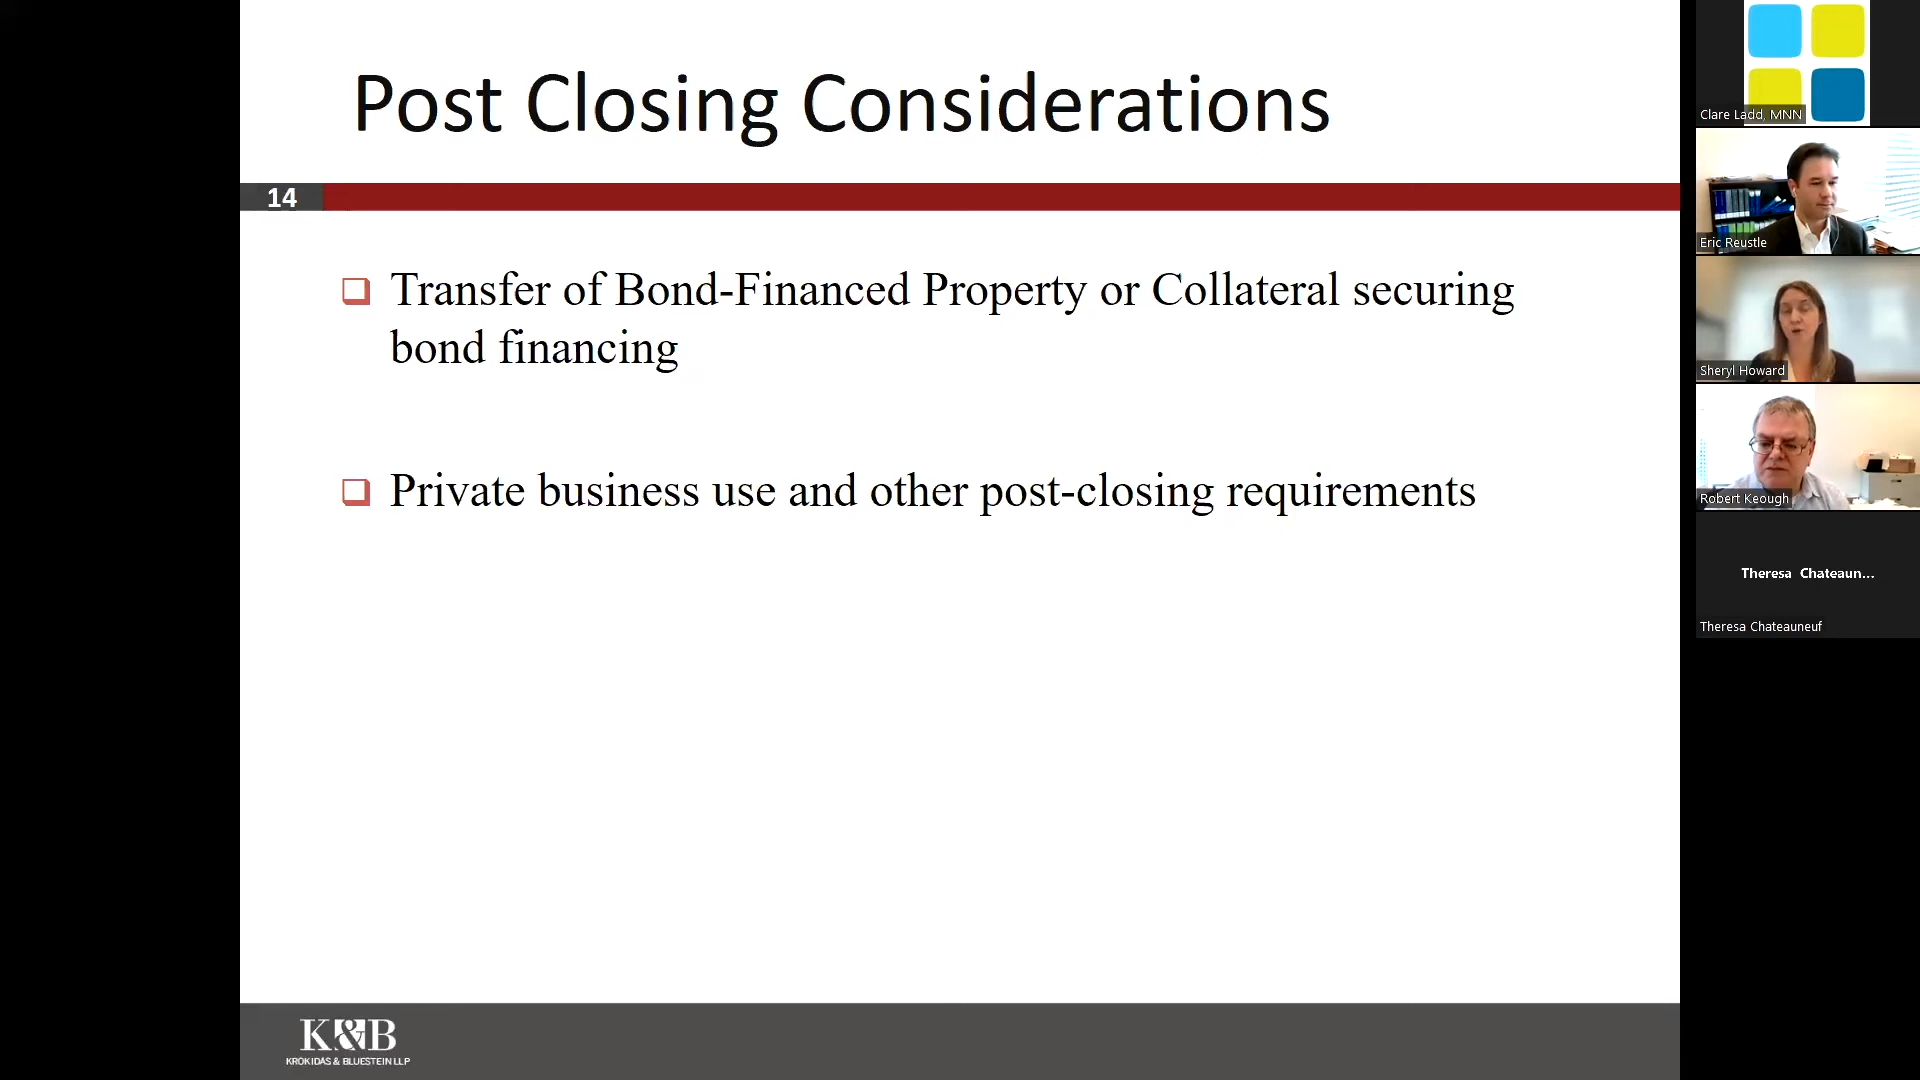 Post Closing Considerations
14
Transfer of Bond-Financed Property or Collateral securing
bond financing
Private business use and other post-closing requirements
K&B
KROKIDAS & BLUESTEIN LLP
Clare Ladd, MNN
Eric Reustle
Sheryl Howard
Robert Keough
Theresa Chateaun...
Theresa Chateauneuf